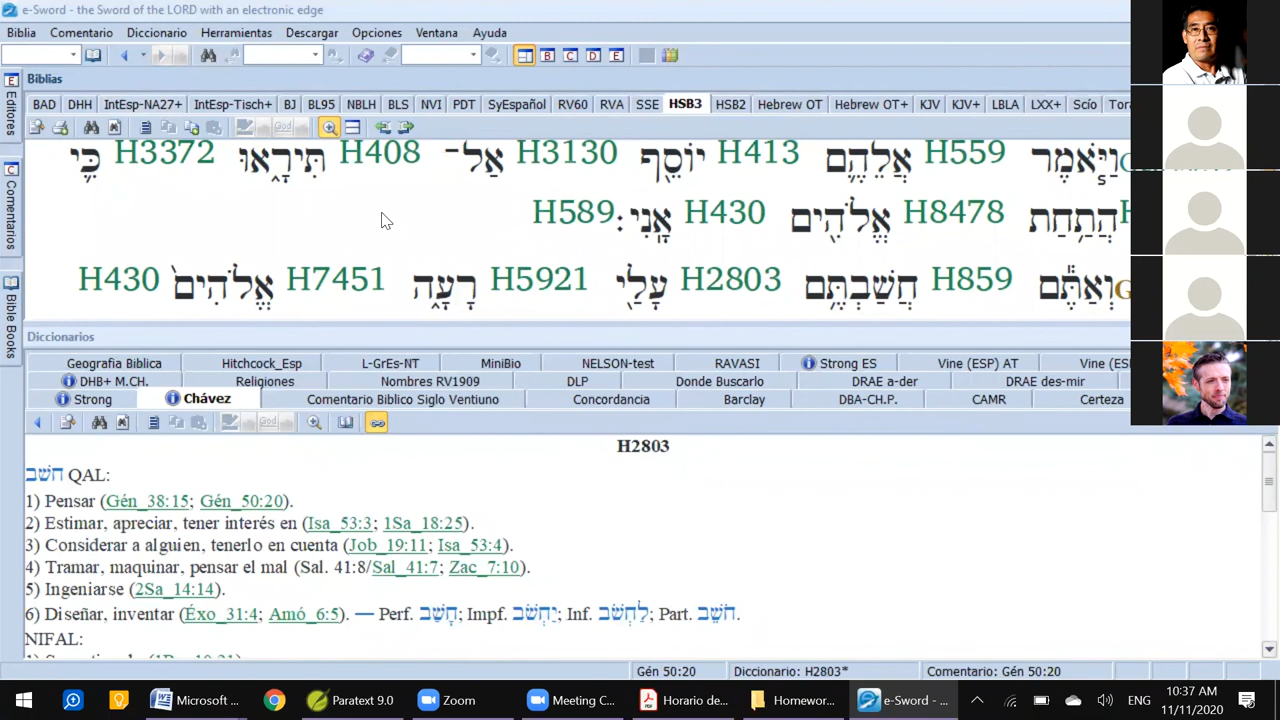 e-Sword - the Sword of the LORD with an electronic edge
Biblia Comentario Diccionario Herramientas Descargar Opciones Ventana Ayuda
B C D E
Biblias
E Editores
Comentarios
Bible Books
BAD DHH IntEsp-NA27+ IntEsp-Tisch+ BJ BL95 NBLH BLS NVI PDT SyEspañol RV60 RVA SSE HSB3 HSB2 Hebrew OT Hebrew OT+ KJV KJV+ LBLA LXX+ Scío Tor
וַיֹּ֨אמֶר H559 אֲלֵהֶ֤ם H413 יוֹסֵ֖ף H3130 אַל־ H408 תִּירָ֑אוּ H3372 כִּ֛י
הֲתַ֥חַת H8478 אֱלֹהִ֖ים H430 אָֽנִי׃ H589
וְאַתֶּ֕ם H859 חֲשַׁבְתֶּ֥ם H2803 עָלַ֖י H5921 רָעָ֑ה H7451 אֱלֹהִים֙ H430
Diccionarios
Geografia Biblica Hitchcock_Esp L-GrEs-NT MiniBio NELSON-test RAVASI Strong ES Vine (ESP) AT Vine (ESP
DHB+ M.CH. Religiones Nombres RV1909 DLP Donde Buscarlo DRAE a-der DRAE des-mir
Strong Chávez Comentario Biblico Siglo Ventiuno Concordancia Barclay DBA-CH.P. CAMR Certeza
H2803
חשׁב QAL:
1) Pensar (Gén_38:15; Gén_50:20).
2) Estimar, apreciar, tener interés en (Isa_53:3; 1Sa_18:25).
3) Considerar a alguien, tenerlo en cuenta (Job_19:11; Isa_53:4).
4) Tramar, maquinar, pensar el mal (Sal. 41:8/Sal_41:7; Zac_7:10).
5) Ingeniarse (2Sa_14:14).
6) Diseñar, inventar (Éxo_31:4; Amó_6:5). — Perf. חָשַׁב; Impf. יַחְשֹׁב; Inf. לַחְשֹׁב; Part. חֹשֵׁב.
NIFAL:
Gén 50:20 Diccionario: H2803* Comentario: Gén 50:20
Microsoft ... Paratext 9.0 Zoom Meeting C... Horario de... Homewor... e-Sword - ... ENG 10:37 AM
11/11/2020